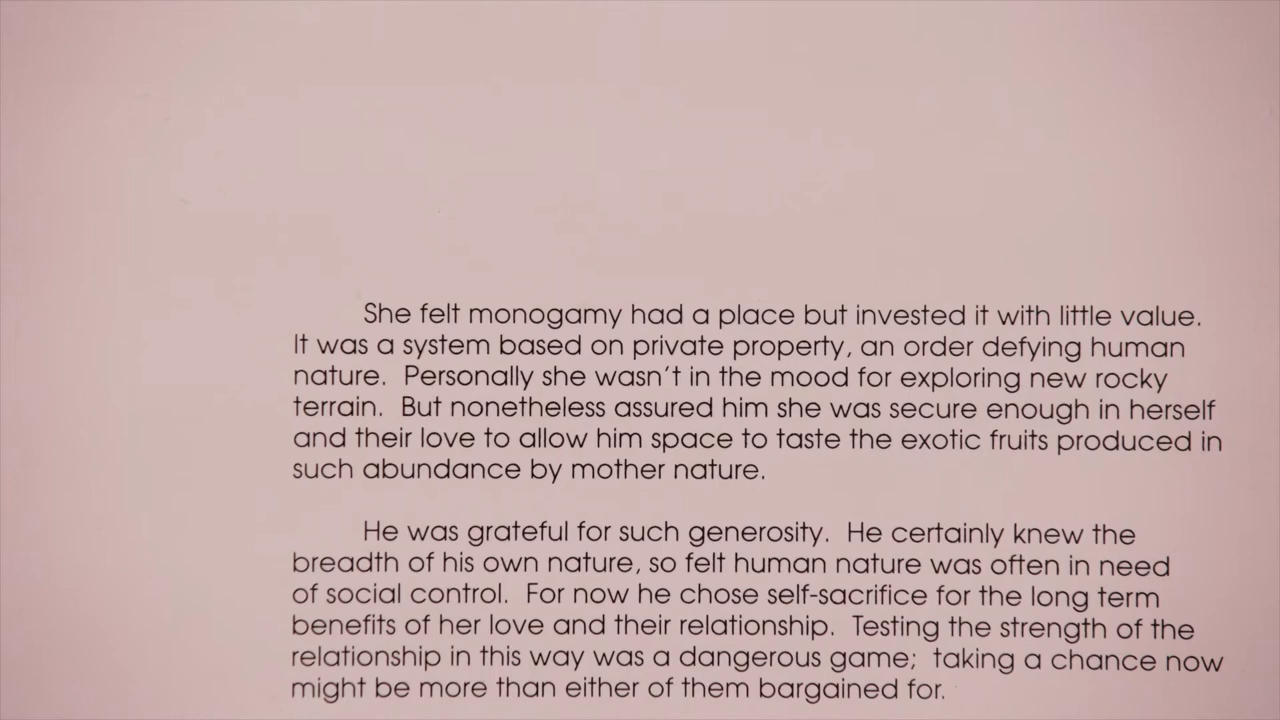 She felt monogamy had a place but invested it with little value.
It was a system based on private property, an order defying human
nature.  Personally she wasn't in the mood for exploring new rocky
terrain.  But nonetheless assured him she was secure enough in herself
and their love to allow him space to taste the exotic fruits produced in
such abundance by mother nature.
He was grateful for such generosity.  He certainly knew the
breadth of his own nature, so felt human nature was often in need
of social control.  For now he chose self-sacrifice for the long term
benefits of her love and their relationship.  Testing the strength of the
relationship in this way was a dangerous game;  taking a chance now
might be more than either of them bargained for.